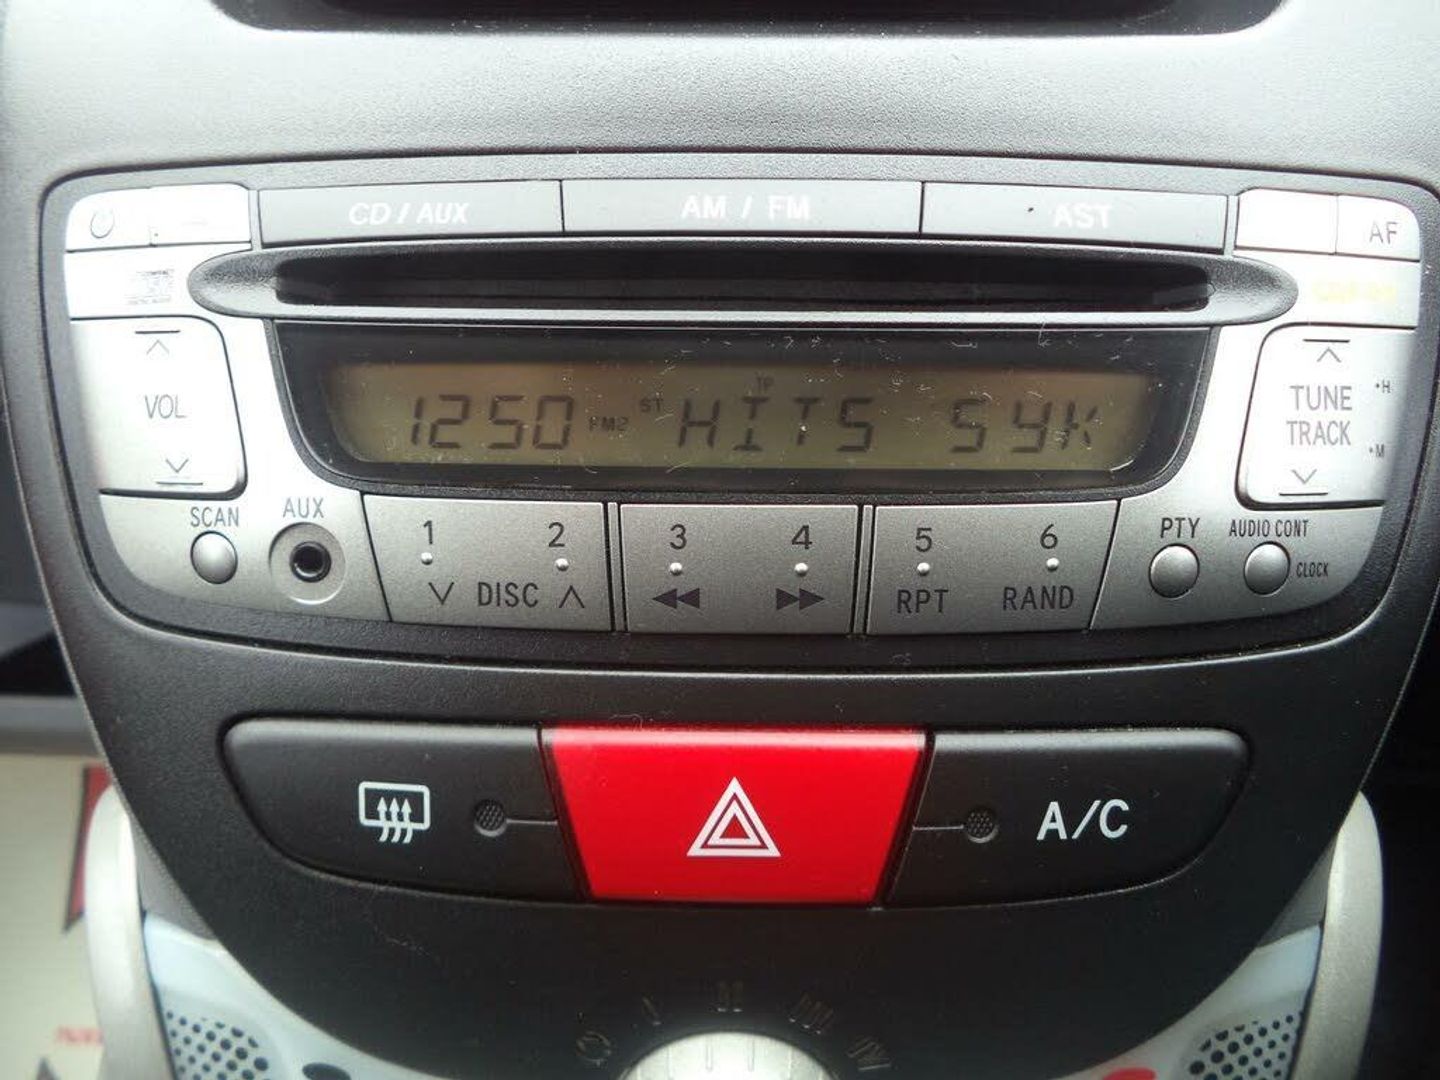 CD / AUX AM / FM AST AF
VOL
1250 FM2 ST TP HITS SYK
TUNE
TRACK
•H
•M
SCAN AUX
1 2 3 4 5 6
DISC RPT RAND
PTY AUDIO CONT
CLOCK
A/C